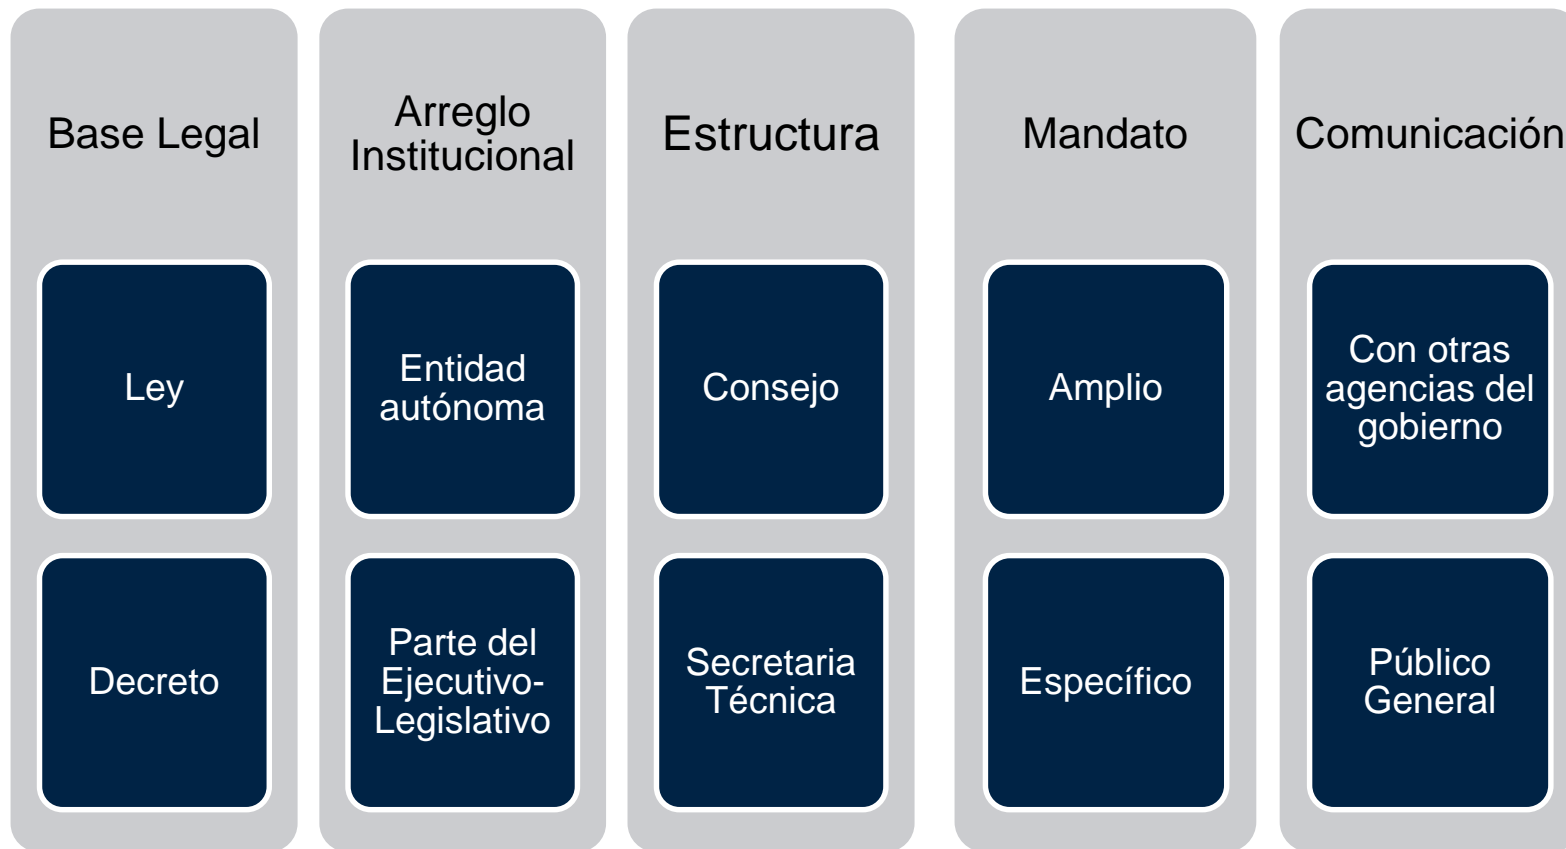 Base Legal
Ley
Decreto
Arreglo
Institucional
Entidad
autónoma
Parte del
Ejecutivo-
Legislativo
Estructura
Consejo
Secretaria
Técnica
Mandato
Amplio
Específico
Comunicación
Con otras
agencias del
gobierno
Público
General